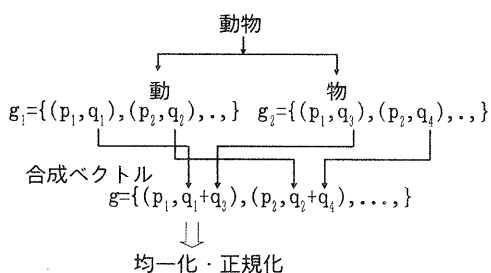 動物
動 物
g₁={(p₁,q₁),(p₂,q₂),.,} g₂={(p₁,q₃),(p₂,q₄),.,}
合成ベクトル
g={(p₁,q₁+q₃),(p₂,q₂+q₄),...,}
均一化・正規化